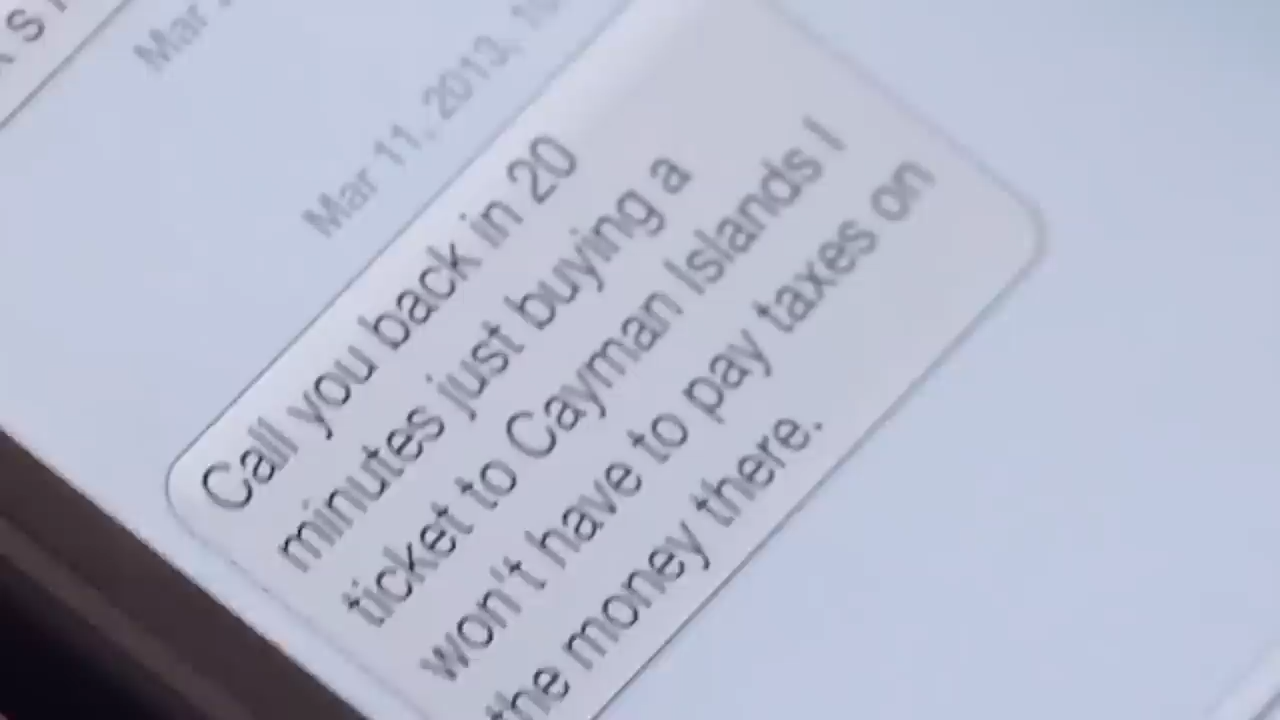 Mar
Mar 11, 2013,
Call you back in 20
minutes just buying a
ticket to Cayman Islands I
won't have to pay taxes on
the money there.